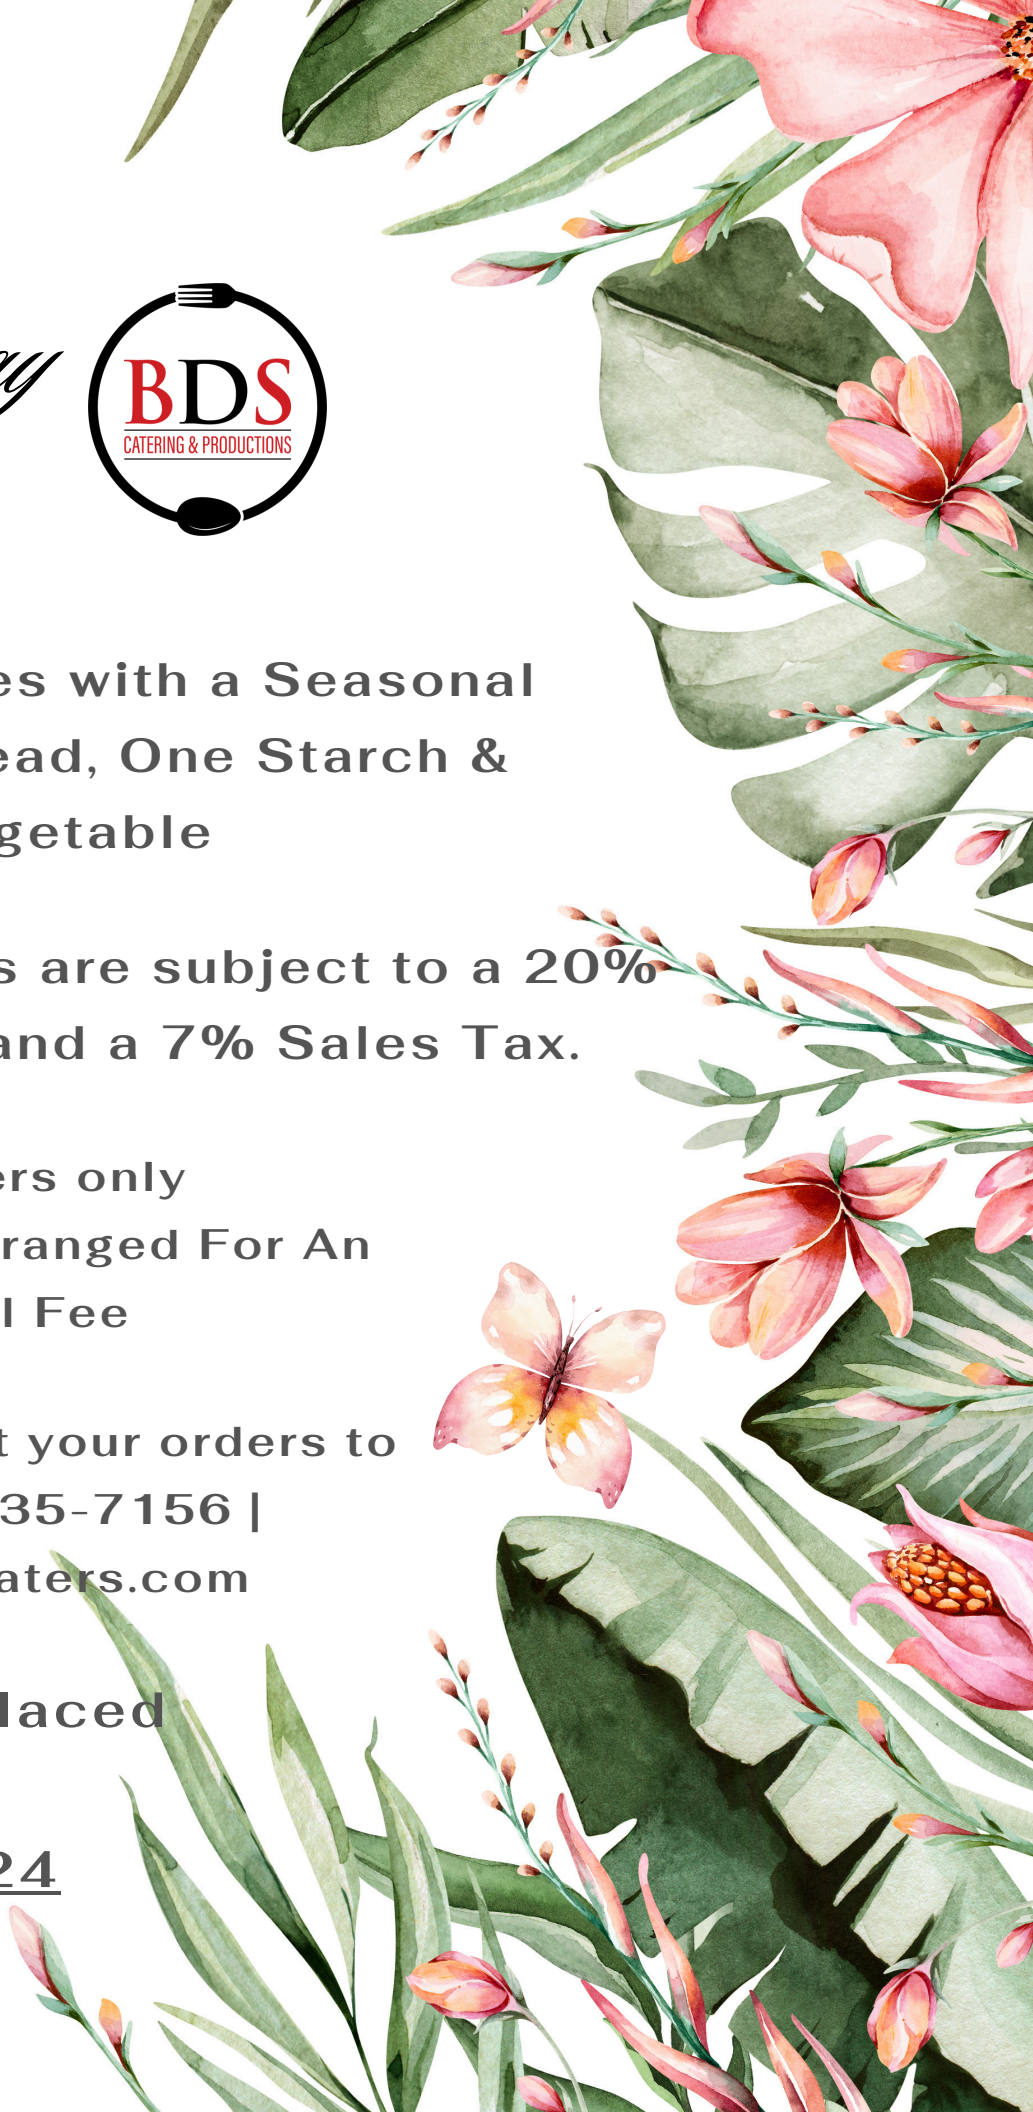 ay
BDS
CATERING & PRODUCTIONS
es with a Seasonal
ead, One Starch &
getable
s are subject to a 20%
and a 7% Sales Tax.
ers only
ranged For An
l Fee
t your orders to
35-7156 |
aters.com
laced
24